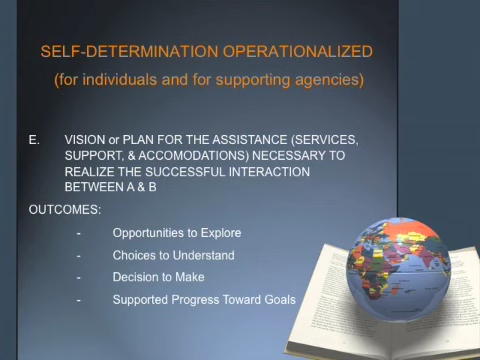 SELF-DETERMINATION OPERATIONALIZED
(for individuals and for supporting agencies)
E. VISION or PLAN FOR THE ASSISTANCE (SERVICES,
SUPPORT, & ACCOMODATIONS) NECESSARY TO
REALIZE THE SUCCESSFUL INTERACTION
BETWEEN A & B
OUTCOMES:
- Opportunities to Explore
- Choices to Understand
- Decision to Make
- Supported Progress Toward Goals